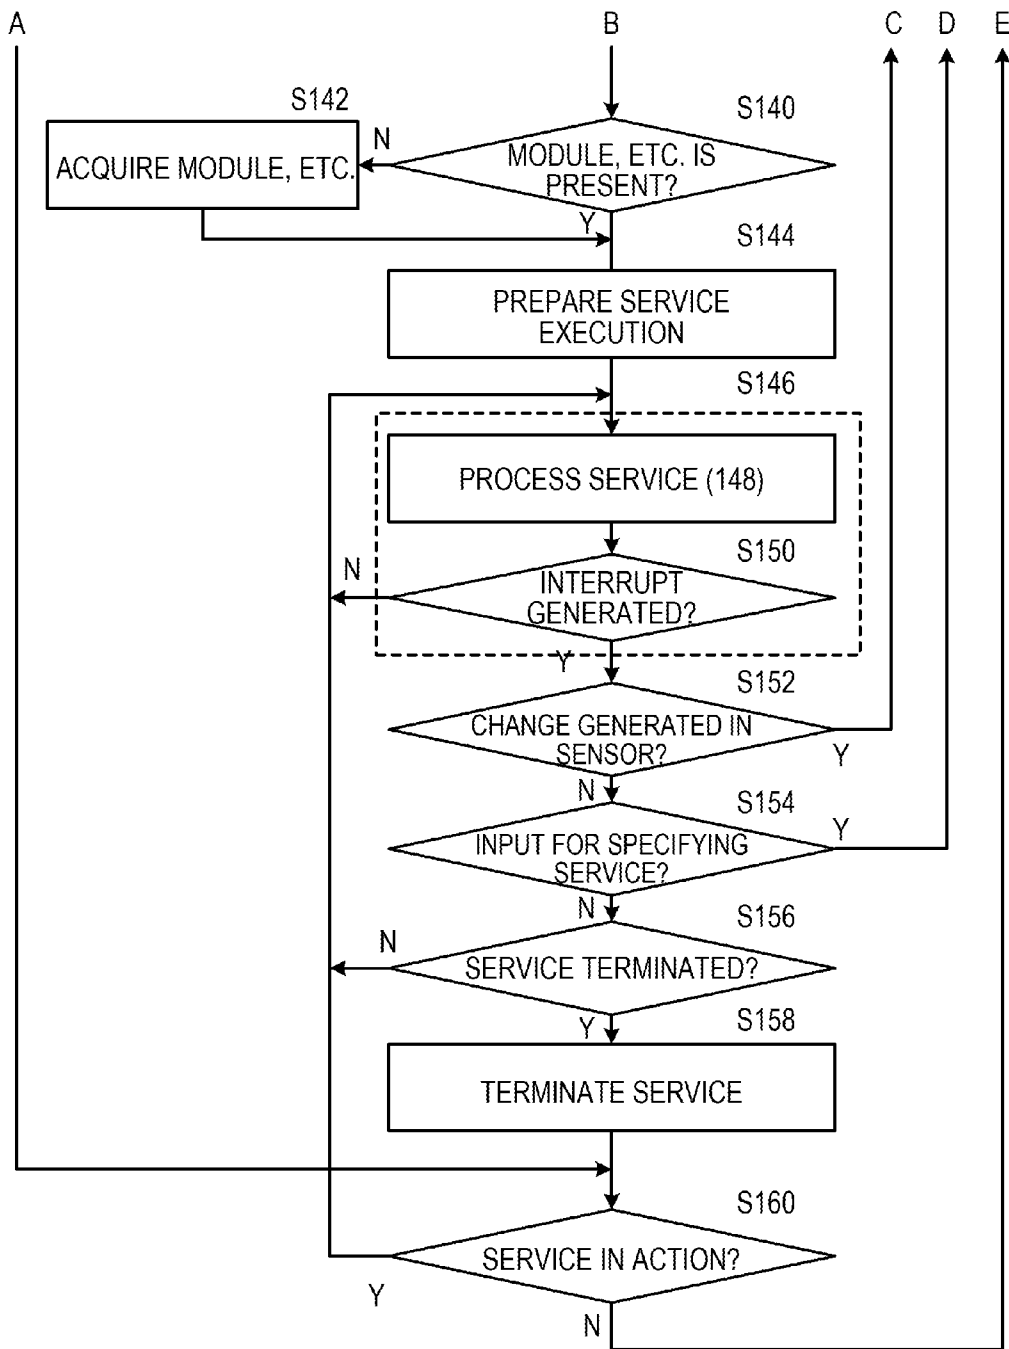 A
B
C
D
E
S142
S140
N
ACQUIRE MODULE, ETC.
MODULE, ETC. IS
PRESENT?
Y
S144
PREPARE SERVICE
EXECUTION
S146
PROCESS SERVICE (148)
S150
N
INTERRUPT
GENERATED?
Y
S152
CHANGE GENERATED IN
SENSOR?
Y
N
S154
Y
INPUT FOR SPECIFYING
SERVICE?
N
S156
N
SERVICE TERMINATED?
Y
S158
TERMINATE SERVICE
S160
SERVICE IN ACTION?
Y
N